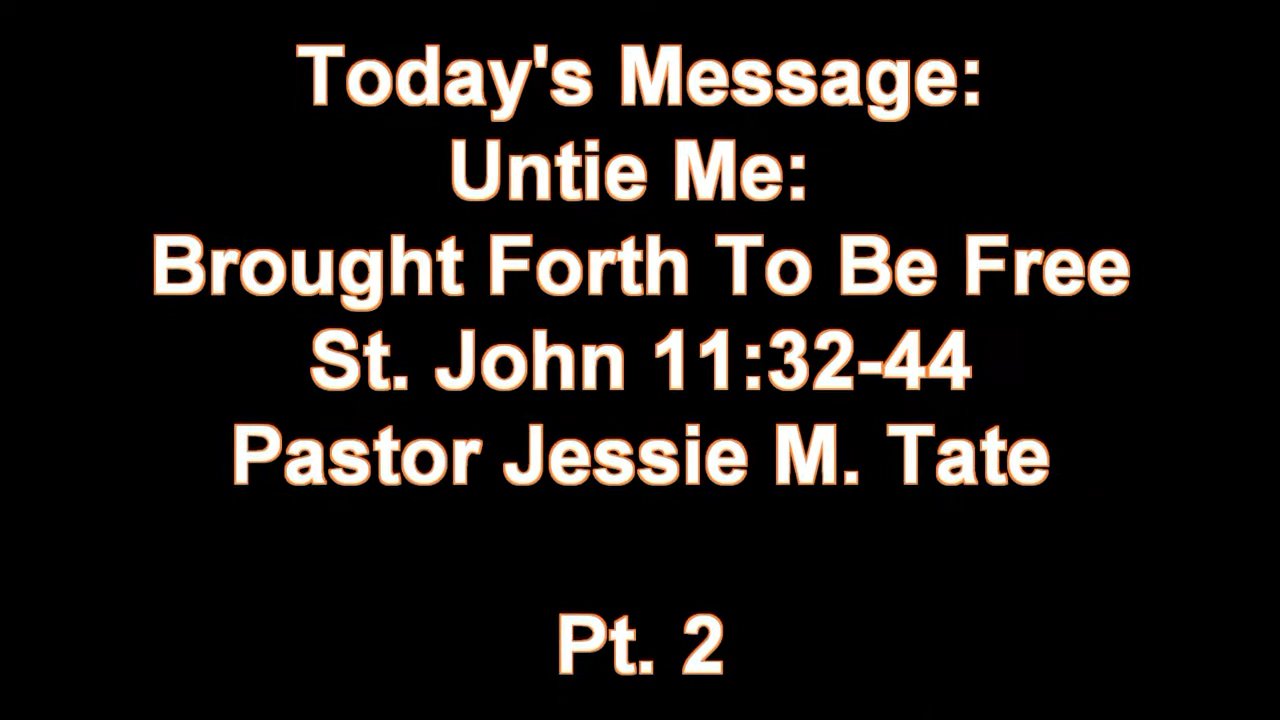 Today's Message:
Untie Me:
Brought Forth To Be Free
St. John 11:32-44
Pastor Jessie M. Tate
Pt. 2